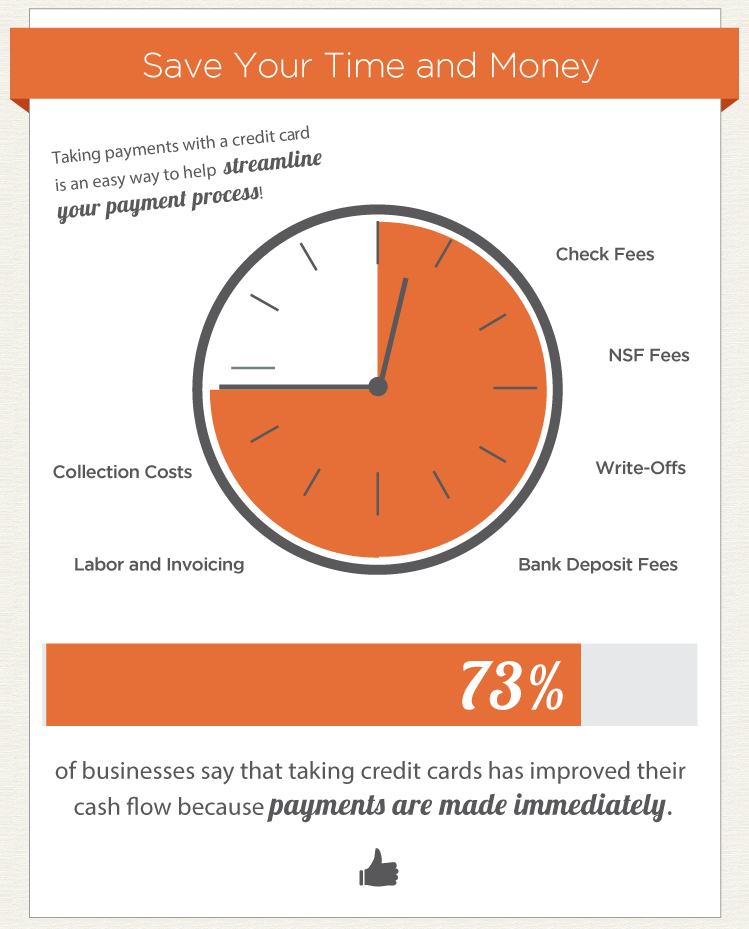 Save Your Time and Money
Taking payments with a credit card
is an easy way to help streamline
your payment process!
Check Fees
NSF Fees
Collection Costs
Write-Offs
Labor and Invoicing
Bank Deposit Fees
73%
of businesses say that taking credit cards has improved their
cash flow because payments are made immediately.